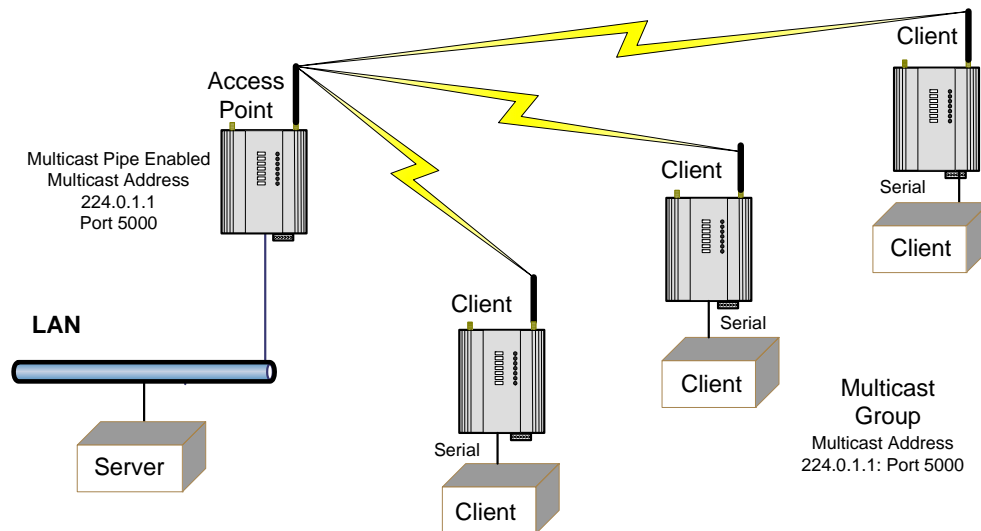 Client
Access
Point
Multicast Pipe Enabled
Multicast Address
224.0.1.1
Port 5000
Client
Serial
Client
Client
LAN
Serial
Client
Server
Serial
Client
Client
Multicast
Group
Multicast Address
224.0.1.1: Port 5000